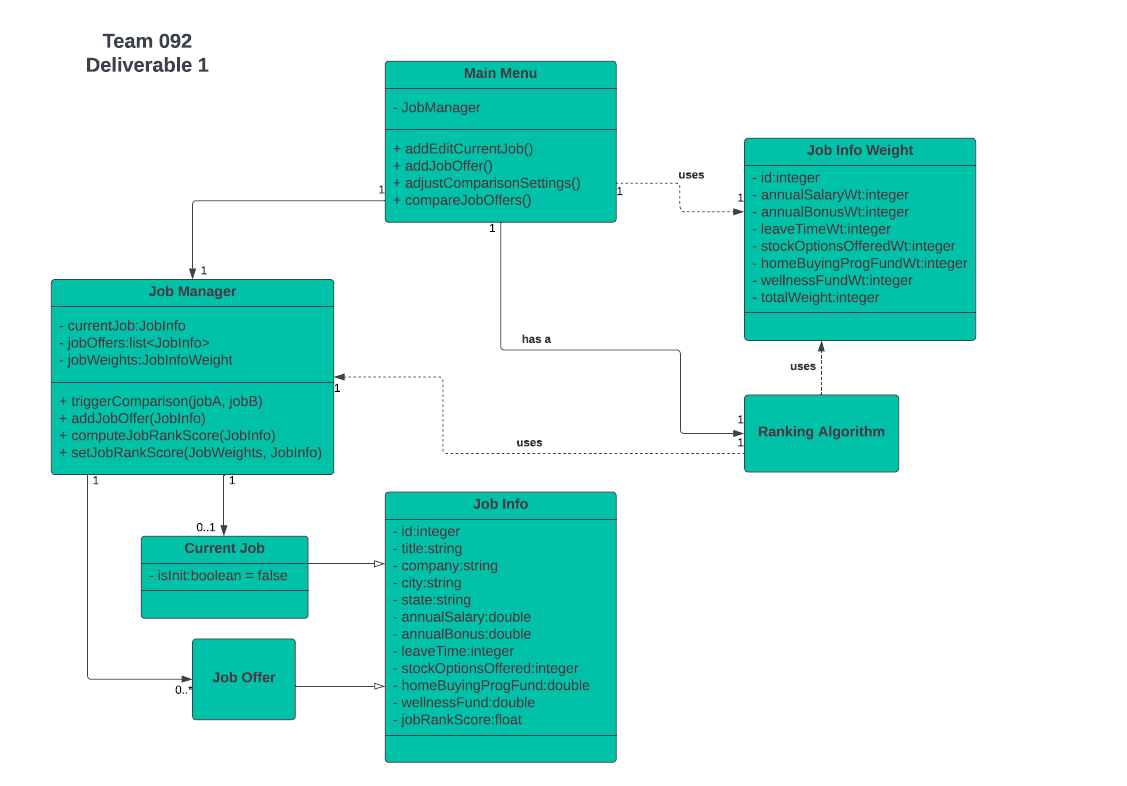 Team 092
Deliverable 1
Main Menu
- JobManager
+ addEditCurrentJob()
+ addJobOffer()
+ adjustComparisonSettings()
+ compareJobOffers()
1
1
1
uses
1
Job Info Weight
- id:integer
- annualSalaryWt:integer
- annualBonusWt:integer
- leaveTimeWt:integer
- stockOptionsOfferedWt:integer
- homeBuyingProgFundWt:integer
- wellnessFundWt:integer
- totalWeight:integer
1
Job Manager
- currentJob:JobInfo
- jobOffers:list<JobInfo>
- jobWeights:JobInfoWeight
+ triggerComparison(jobA, jobB)
+ addJobOffer(JobInfo)
+ computeJobRankScore(JobInfo)
+ setJobRankScore(JobWeights, JobInfo)
has a
uses
1
1
1
uses
Ranking Algorithm
1
1
0..1
Current Job
- isInit:boolean = false
0..*
Job Offer
Job Info
- id:integer
- title:string
- company:string
- city:string
- state:string
- annualSalary:double
- annualBonus:double
- leaveTime:integer
- stockOptionsOffered:integer
- homeBuyingProgFund:double
- wellnessFund:double
- jobRankScore:float